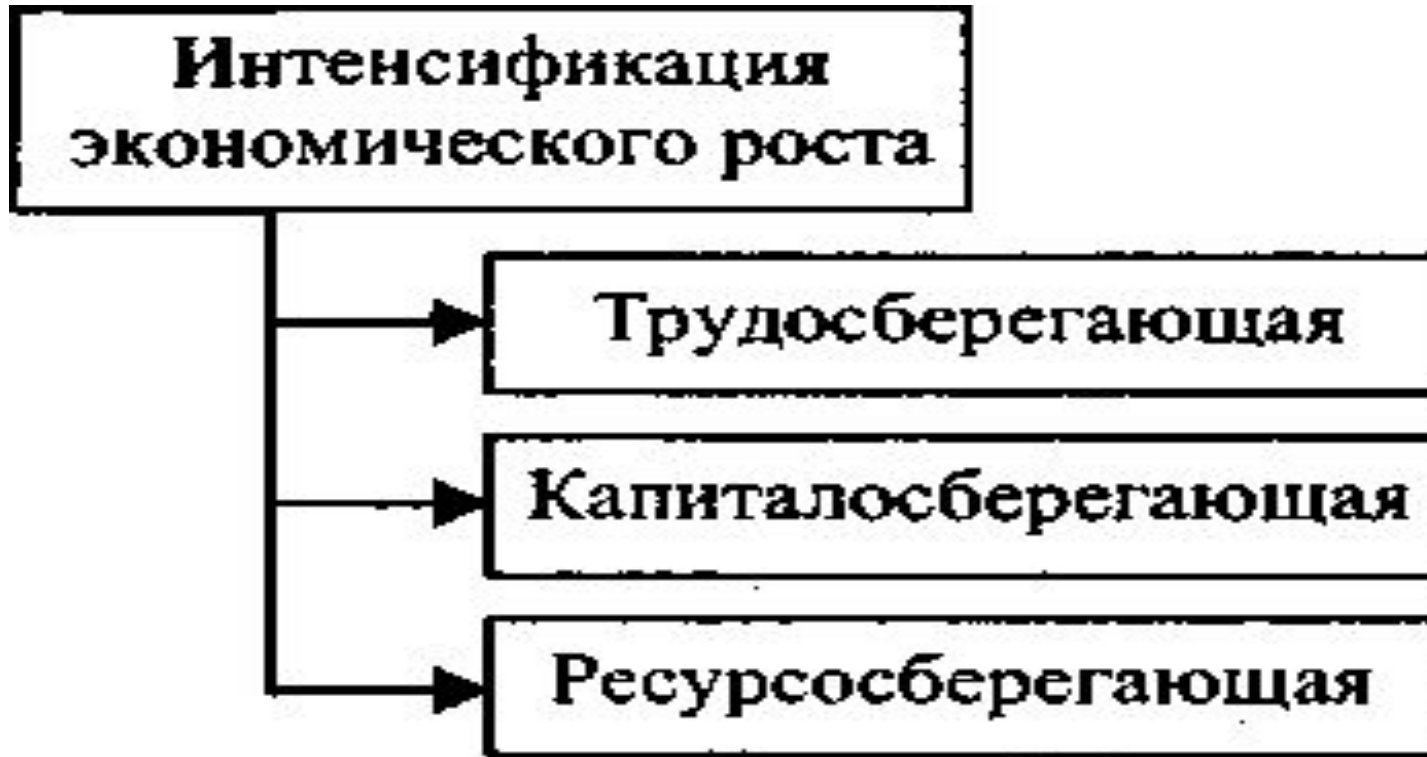 Интенсификация
экономического роста
Трудосберегающая
Капиталосберегающая
Ресурсосберегающая